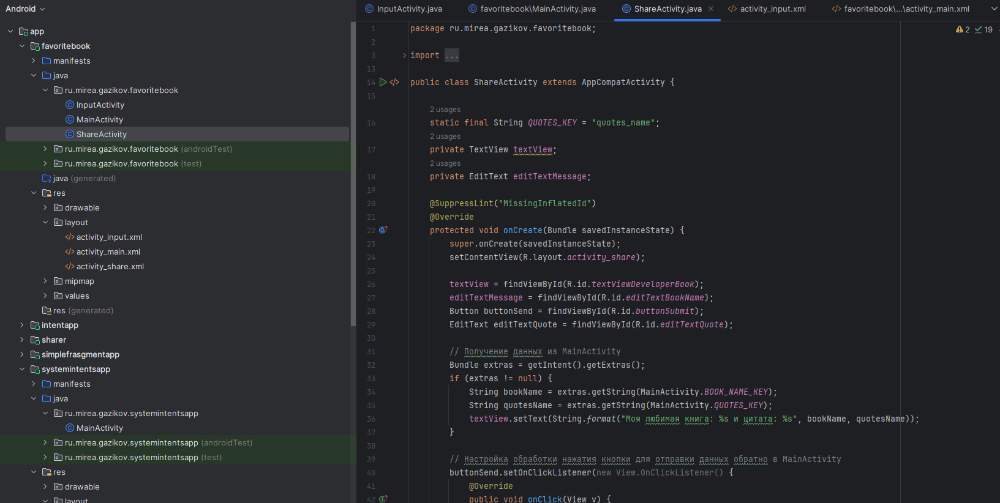 Android
app
favoritebook
manifests
java
ru.mirea.gazikov.favoritebook
InputActivity
MainActivity
ShareActivity
ru.mirea.gazikov.favoritebook (androidTest)
ru.mirea.gazikov.favoritebook (test)
java (generated)
res
drawable
layout
activity_input.xml
activity_main.xml
activity_share.xml
mipmap
values
res (generated)
intentapp
sharer
simplefrasgmentapp
systemintentsapp
manifests
java
ru.mirea.gazikov.systemintentsapp
MainActivity
ru.mirea.gazikov.systemintentsapp (androidTest)
ru.mirea.gazikov.systemintentsapp (test)
res
drawable
layout
InputActivity.java favoritebook\MainActivity.java ShareActivity.java activity_input.xml favoritebook\...\activity_main.xml
2 19
1 package ru.mirea.gazikov.favoritebook;
2
3 import ...
13
14 public class ShareActivity extends AppCompatActivity {
15
2 usages
16 static final String QUOTES_KEY = "quotes_name";
2 usages
17 private TextView textView;
2 usages
18 private EditText editTextMessage;
19
20 @SuppressLint("MissingInflatedId")
21 @Override
22 protected void onCreate(Bundle savedInstanceState) {
23 super.onCreate(savedInstanceState);
24 setContentView(R.layout.activity_share);
25
26 textView = findViewById(R.id.textViewDeveloperBook);
27 editTextMessage = findViewById(R.id.editTextBookName);
28 Button buttonSend = findViewById(R.id.buttonSubmit);
29 EditText editTextQuote = findViewById(R.id.editTextQuote);
30
31 // Получение данных из MainActivity
32 Bundle extras = getIntent().getExtras();
33 if (extras != null) {
34 String bookName = extras.getString(MainActivity.BOOK_NAME_KEY);
35 String quotesName = extras.getString(MainActivity.QUOTES_KEY);
36 textView.setText(String.format("Моя любимая книга: %s и цитата: %s", bookName, quotesName));
37 }
38
39 // Настройка обработки нажатия кнопки для отправки данных обратно в MainActivity
40 buttonSend.setOnClickListener(new View.OnClickListener() {
41 @Override
42 public void onClick(View v) {